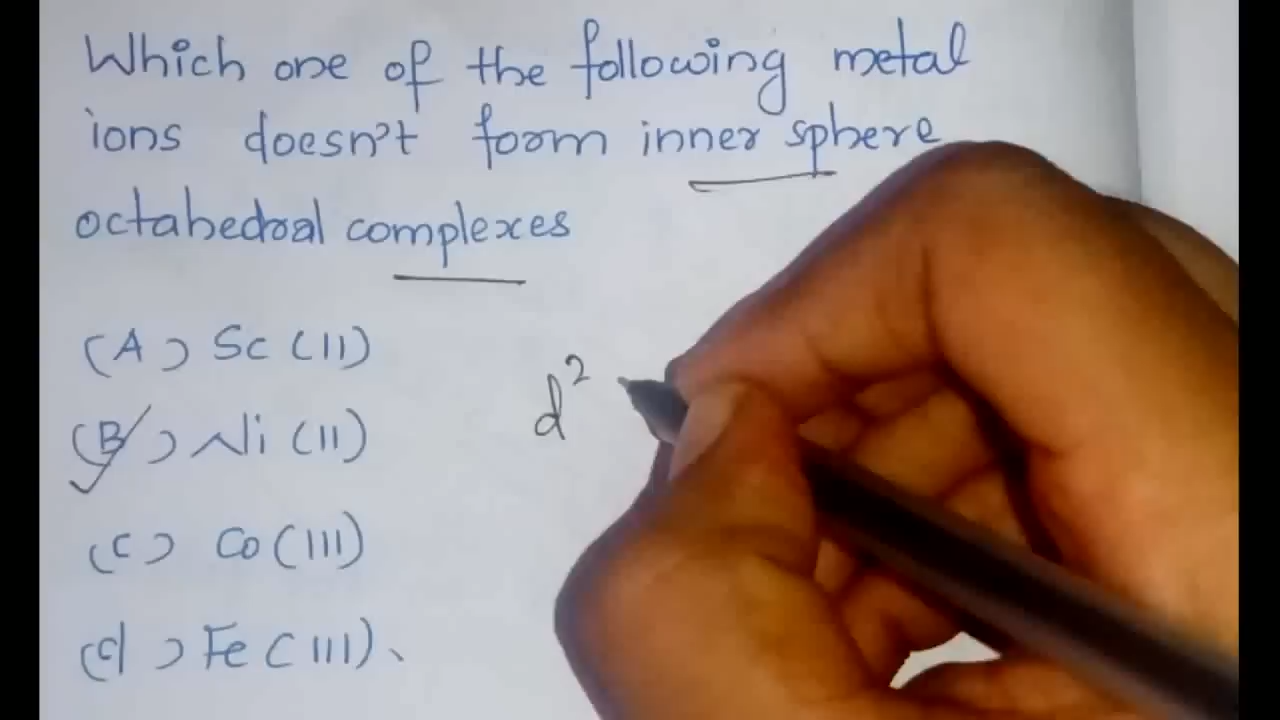 Which one of the following metal
ions doesn't form inner sphere
octahedral complexes
(A) Sc (II)
(B) Ni (II)
(C) Co (III)
(d) Fe (III).
d²